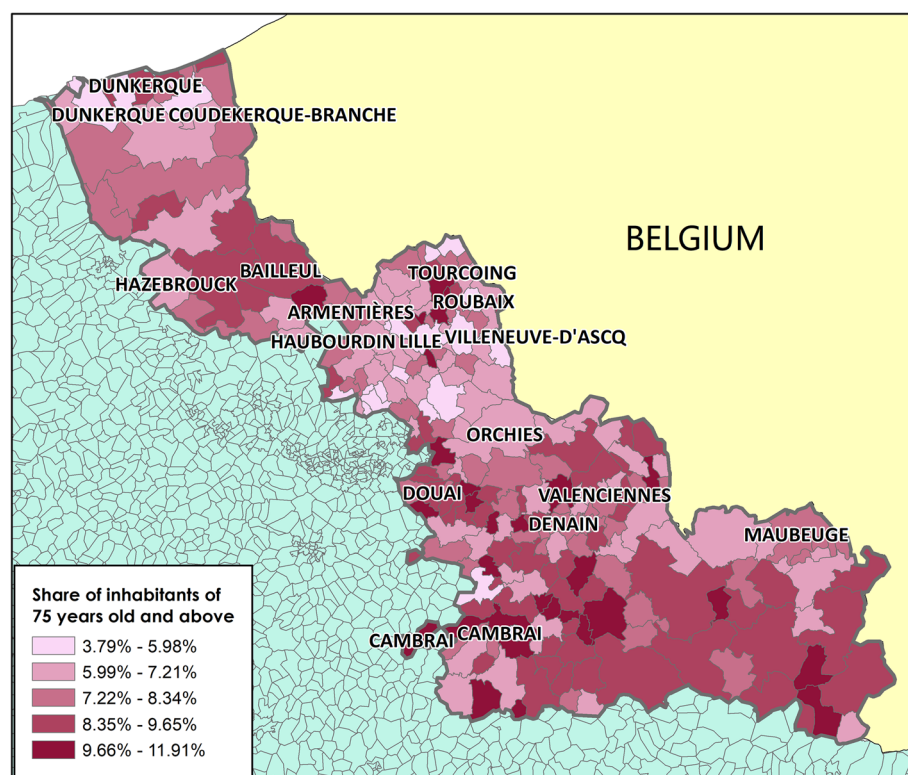 DUNKERQUE
DUNKERQUE COUDEKERQUE-BRANCHE
BELGIUM
BAILLEUL
TOURCOING
HAZEBROUCK
ROUBAIX
ARMENTIÈRES
HAUBOURDIN LILLE VILLENEUVE-D'ASCQ
ORCHIES
DOUAI
VALENCIENNES
DENAIN
MAUBEUGE
CAMBRAI CAMBRAI
Share of inhabitants of
75 years old and above
3.79% - 5.98%
5.99% - 7.21%
7.22% - 8.34%
8.35% - 9.65%
9.66% - 11.91%